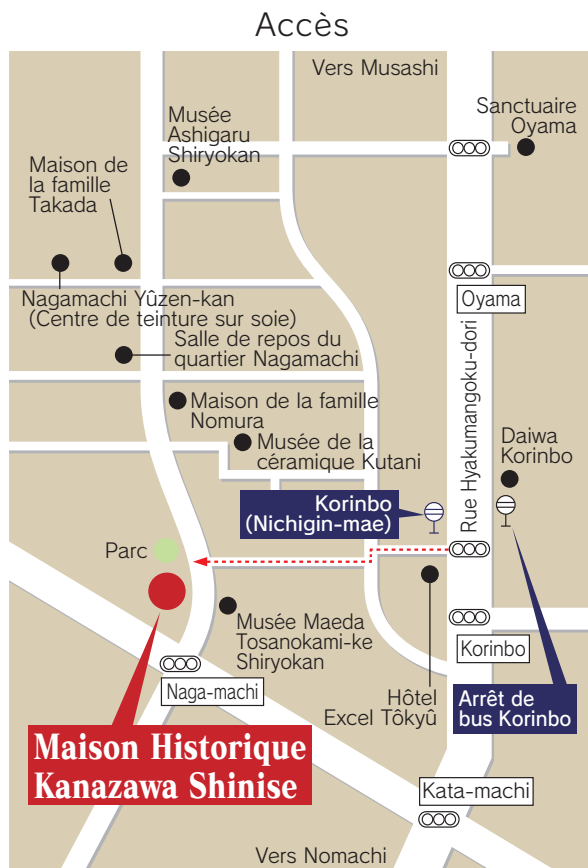 Accès
Vers Musashi
Sanctuaire
Oyama
Musée
Ashigaru
Shiryokan
Maison de
la famille
Takada
Nagamachi Yûzen-kan
(Centre de teinture sur soie)
Oyama
Salle de repos du
quartier Nagamachi
Rue Hyakumangoku-dori
Maison de la famille
Nomura
Musée de la
céramique Kutani
Daiwa
Korinbo
Korinbo
(Nichigin-mae)
Parc
Musée Maeda
Tosanokami-ke
Shiryokan
Korinbo
Naga-machi
Hôtel
Excel Tôkyû
Arrêt de
bus Korinbo
Maison Historique
Kanazawa Shinise
Kata-machi
Vers Nomachi